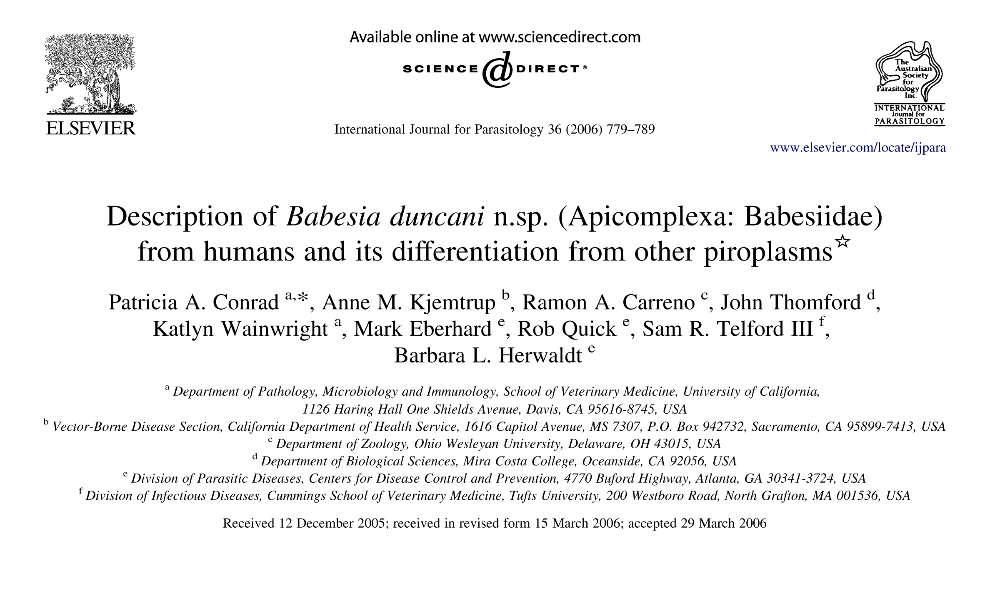 Available online at www.sciencedirect.com
SCIENCE d DIRECT®
NON SOLUS
ELSEVIER
The
Australian
Society
for
Parasitology
Inc.
INTERNATIONAL
Journal for
PARASITOLOGY
International Journal for Parasitology 36 (2006) 779–789
www.elsevier.com/locate/ijpara
Description of Babesia duncani n.sp. (Apicomplexa: Babesiidae)
from humans and its differentiation from other piroplasms☆
Patricia A. Conrad a,*, Anne M. Kjemtrup b, Ramon A. Carreno c, John Thomford d,
Katlyn Wainwright a, Mark Eberhard e, Rob Quick e, Sam R. Telford III f,
Barbara L. Herwaldt e
a Department of Pathology, Microbiology and Immunology, School of Veterinary Medicine, University of California,
1126 Haring Hall One Shields Avenue, Davis, CA 95616-8745, USA
b Vector-Borne Disease Section, California Department of Health Service, 1616 Capitol Avenue, MS 7307, P.O. Box 942732, Sacramento, CA 95899-7413, USA
c Department of Zoology, Ohio Wesleyan University, Delaware, OH 43015, USA
d Department of Biological Sciences, Mira Costa College, Oceanside, CA 92056, USA
e Division of Parasitic Diseases, Centers for Disease Control and Prevention, 4770 Buford Highway, Atlanta, GA 30341-3724, USA
f Division of Infectious Diseases, Cummings School of Veterinary Medicine, Tufts University, 200 Westboro Road, North Grafton, MA 001536, USA
Received 12 December 2005; received in revised form 15 March 2006; accepted 29 March 2006